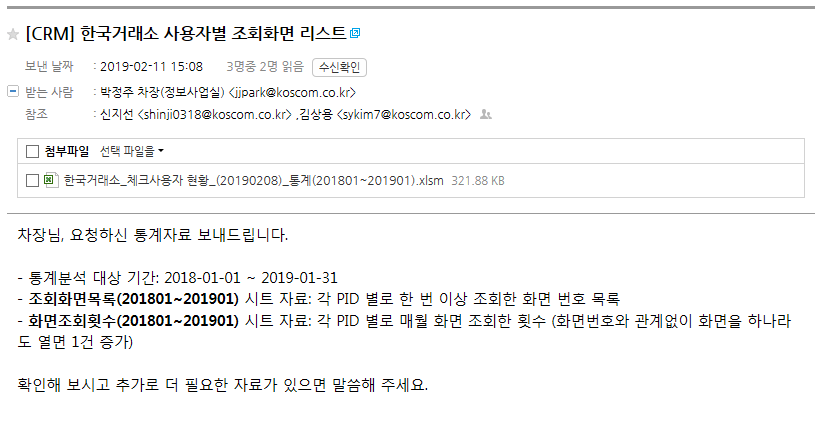 [CRM] 한국거래소 사용자별 조회화면 리스트
보낸 날짜 : 2019-02-11 15:08 3명중 2명 읽음 수신확인
받는 사람 : 박정주 차장(정보사업실) <jjpark@koscom.co.kr>
참조 : 신지선 <shinji0318@koscom.co.kr> ,김상용 <sykim7@koscom.co.kr>
첨부파일 선택 파일을
한국거래소_체크사용자 현황_(20190208)_통계(201801~201901).xlsm 321.88 KB
차장님, 요청하신 통계자료 보내드립니다.
- 통계분석 대상 기간: 2018-01-01 ~ 2019-01-31
- 조회화면목록(201801~201901) 시트 자료: 각 PID 별로 한 번 이상 조회한 화면 번호 목록
- 화면조회횟수(201801~201901) 시트 자료: 각 PID 별로 매월 화면 조회한 횟수 (화면번호와 관계없이 화면을 하나라
도 열면 1건 증가)
확인해 보시고 추가로 더 필요한 자료가 있으면 말씀해 주세요.